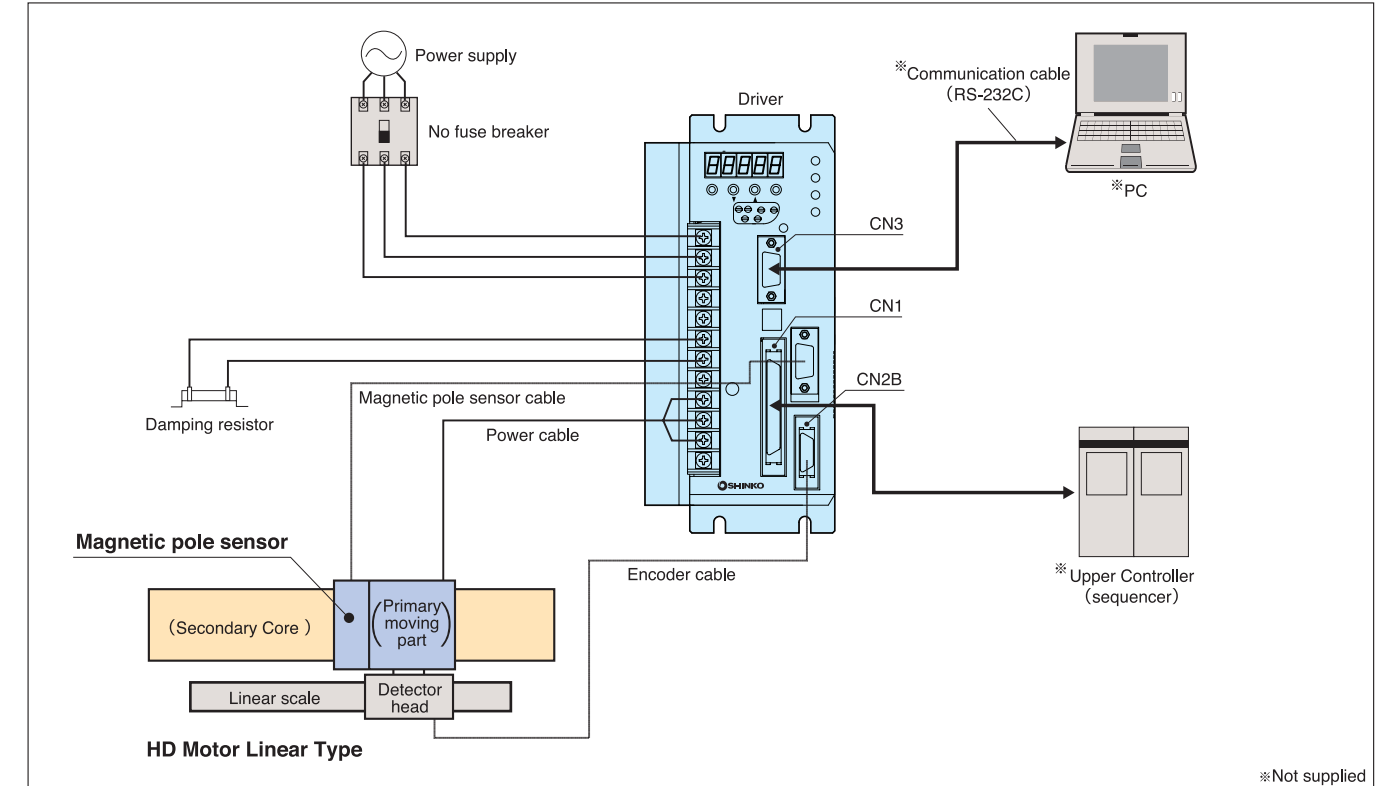 Power supply
No fuse breaker
Driver
※Communication cable
(RS-232C)
※PC
88888
CN3
CN1
CN2B
Magnetic pole sensor cable
Power cable
Damping resistor
SHINKO
Magnetic pole sensor
Encoder cable
※Upper Controller
(sequencer)
(Secondary Core )
(Primary
moving
part)
Linear scale
Detector
head
HD Motor Linear Type
※Not supplied